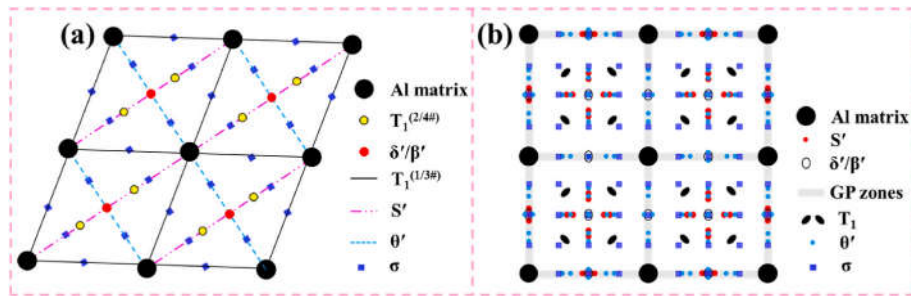 (a)
Al matrix
T₁⁽²/⁴#⁾
δ′/β′
T₁⁽¹/³#⁾
S′
θ′
σ
(b)
Al matrix
S′
δ′/β′
GP zones
T₁
θ′
σ